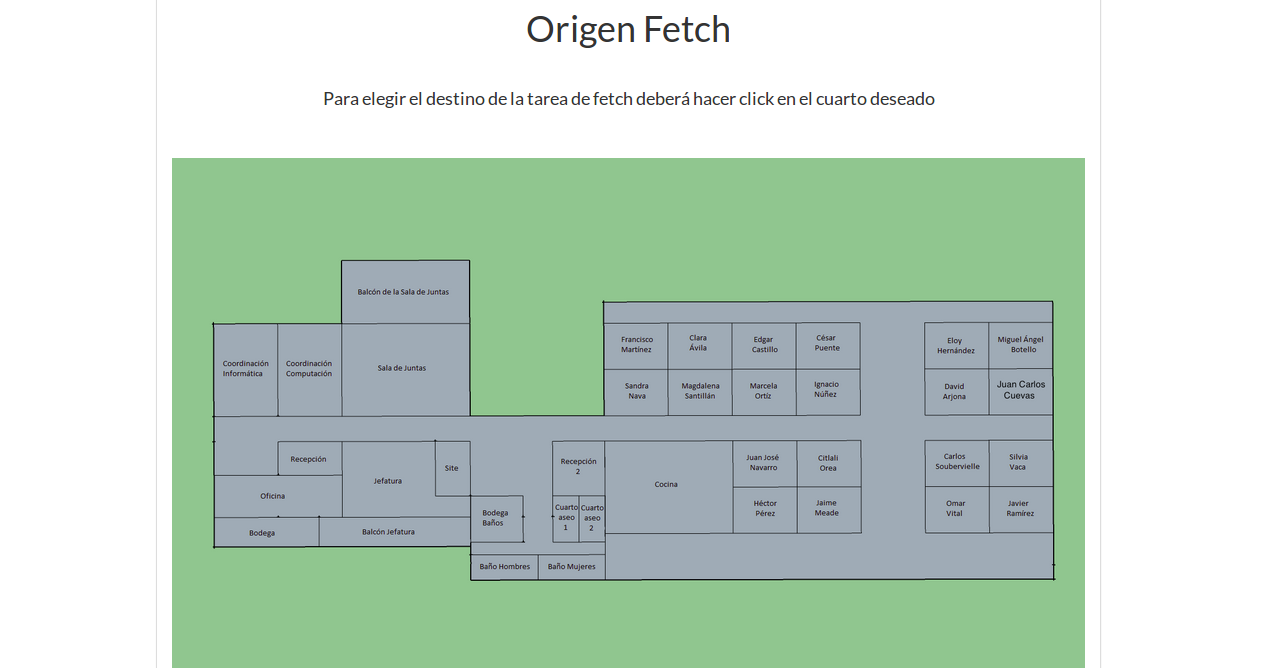 Origen Fetch
Para elegir el destino de la tarea de fetch deberá hacer click en el cuarto deseado
Balcón de la Sala de Juntas
Coordinación
Informática
Coordinación
Computación
Sala de Juntas
Francisco
Martínez
Clara
Ávila
Edgar
Castillo
César
Puente
Eloy
Hernández
Miguel Ángel
Botello
Sandra
Nava
Magdalena
Santillán
Marcela
Ortíz
Ignacio
Núñez
David
Arjona
Juan Carlos
Cuevas
Recepción
Jefatura
Site
Oficina
Bodega
Balcón Jefatura
Bodega
Baños
Recepción
2
Cuarto
aseo
1
Cuarto
aseo
2
Baño Hombres
Baño Mujeres
Cocina
Juan José
Navarro
Citlali
Orea
Héctor
Pérez
Jaime
Meade
Carlos
Soubervielle
Silvia
Vaca
Omar
Vital
Javier
Ramírez